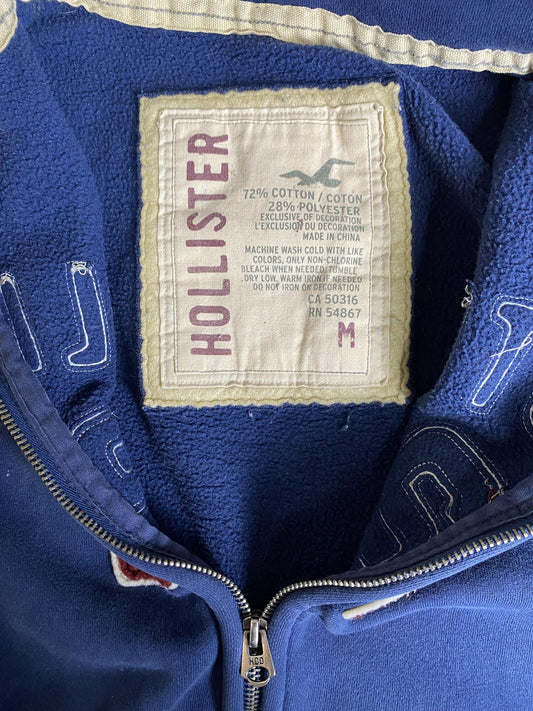 HOLLISTER
72% COTTON / COTON
28% POLYESTER
EXCLUSIVE OF DECORATION
L'EXCLUSION DU DECORATION
MADE IN CHINA
MACHINE WASH COLD WITH LIKE
COLORS, ONLY NON-CHLORINE
BLEACH WHEN NEEDED, TUMBLE
DRY LOW. WARM IRON IF NEEDED
DO NOT IRON ON DECORATION
CA 50316
RN 54867
M
HCO